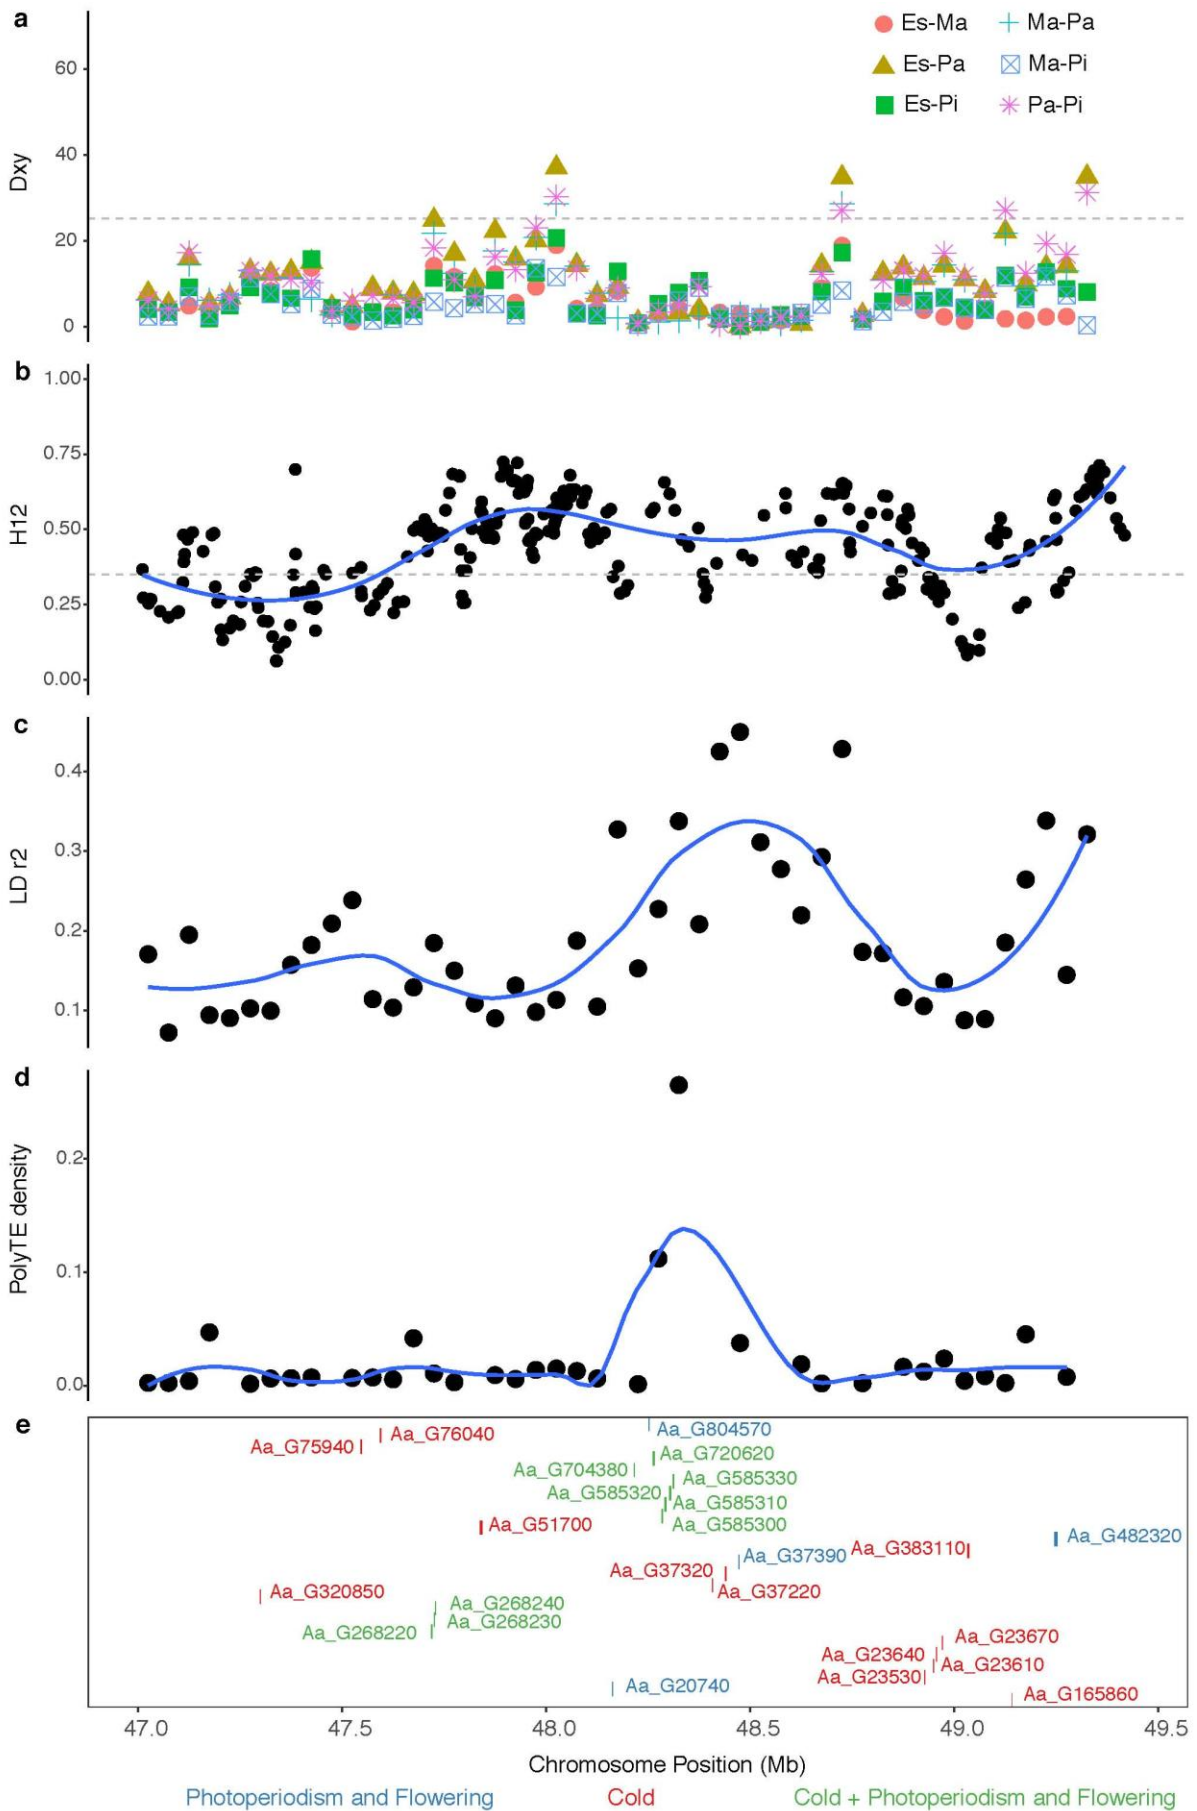 a
Es-Ma
Ma-Pa
Es-Pa
Ma-Pi
Es-Pi
Pa-Pi
Dxy
60
40
20
0
b
H12
1.00
0.75
0.50
0.25
0.00
c
LD r2
0.4
0.3
0.2
0.1
d
PolyTE density
0.2
0.1
0.0
e
Aa_G804570
Aa_G76040
Aa_G75940
Aa_G720620
Aa_G704380
Aa_G585330
Aa_G585320
Aa_G585310
Aa_G51700
Aa_G585300
Aa_G482320
Aa_G37390
Aa_G383110
Aa_G37320
Aa_G320850
Aa_G37220
Aa_G268240
Aa_G268230
Aa_G268220
Aa_G23670
Aa_G23640
Aa_G23610
Aa_G23530
Aa_G20740
Aa_G165860
47.0 47.5 48.0 48.5 49.0 49.5
Chromosome Position (Mb)
Photoperiodism and Flowering Cold Cold + Photoperiodism and Flowering